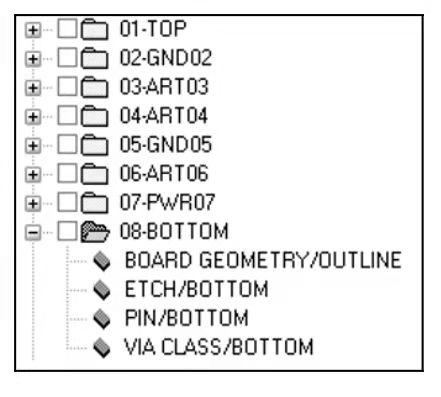 01-TOP
02-GND02
03-ART03
04-ART04
05-GND05
06-ART06
07-PWR07
08-BOTTOM
BOARD GEOMETRY/OUTLINE
ETCH/BOTTOM
PIN/BOTTOM
VIA CLASS/BOTTOM